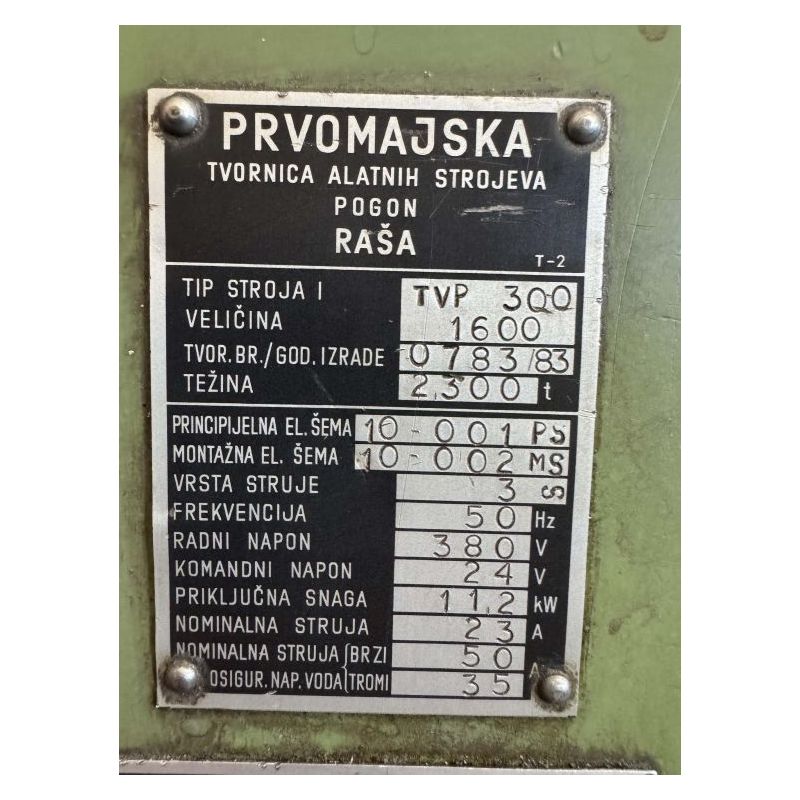 PRVOMAJSKA
TVORNICA ALATNIH STROJEVA
POGON
RAŠA
T-2
TIP STROJA I TVP 300
VELIČINA 1600
TVOR. BR./GOD. IZRADE 0783/83
TEŽINA 2,300 t
PRINCIPIJELNA EL. ŠEMA 10-001 PS
MONTAŽNA EL. ŠEMA 10-002 MS
VRSTA STRUJE 3 ∽
FREKVENCIJA 50 Hz
RADNI NAPON 380 V
KOMANDNI NAPON 24 V
PRIKLJUČNA SNAGA 11,2 kW
NOMINALNA STRUJA 23 A
NOMINALNA STRUJA BRZI 50 A
OSIGUR. NAP. VODA TROMI 35